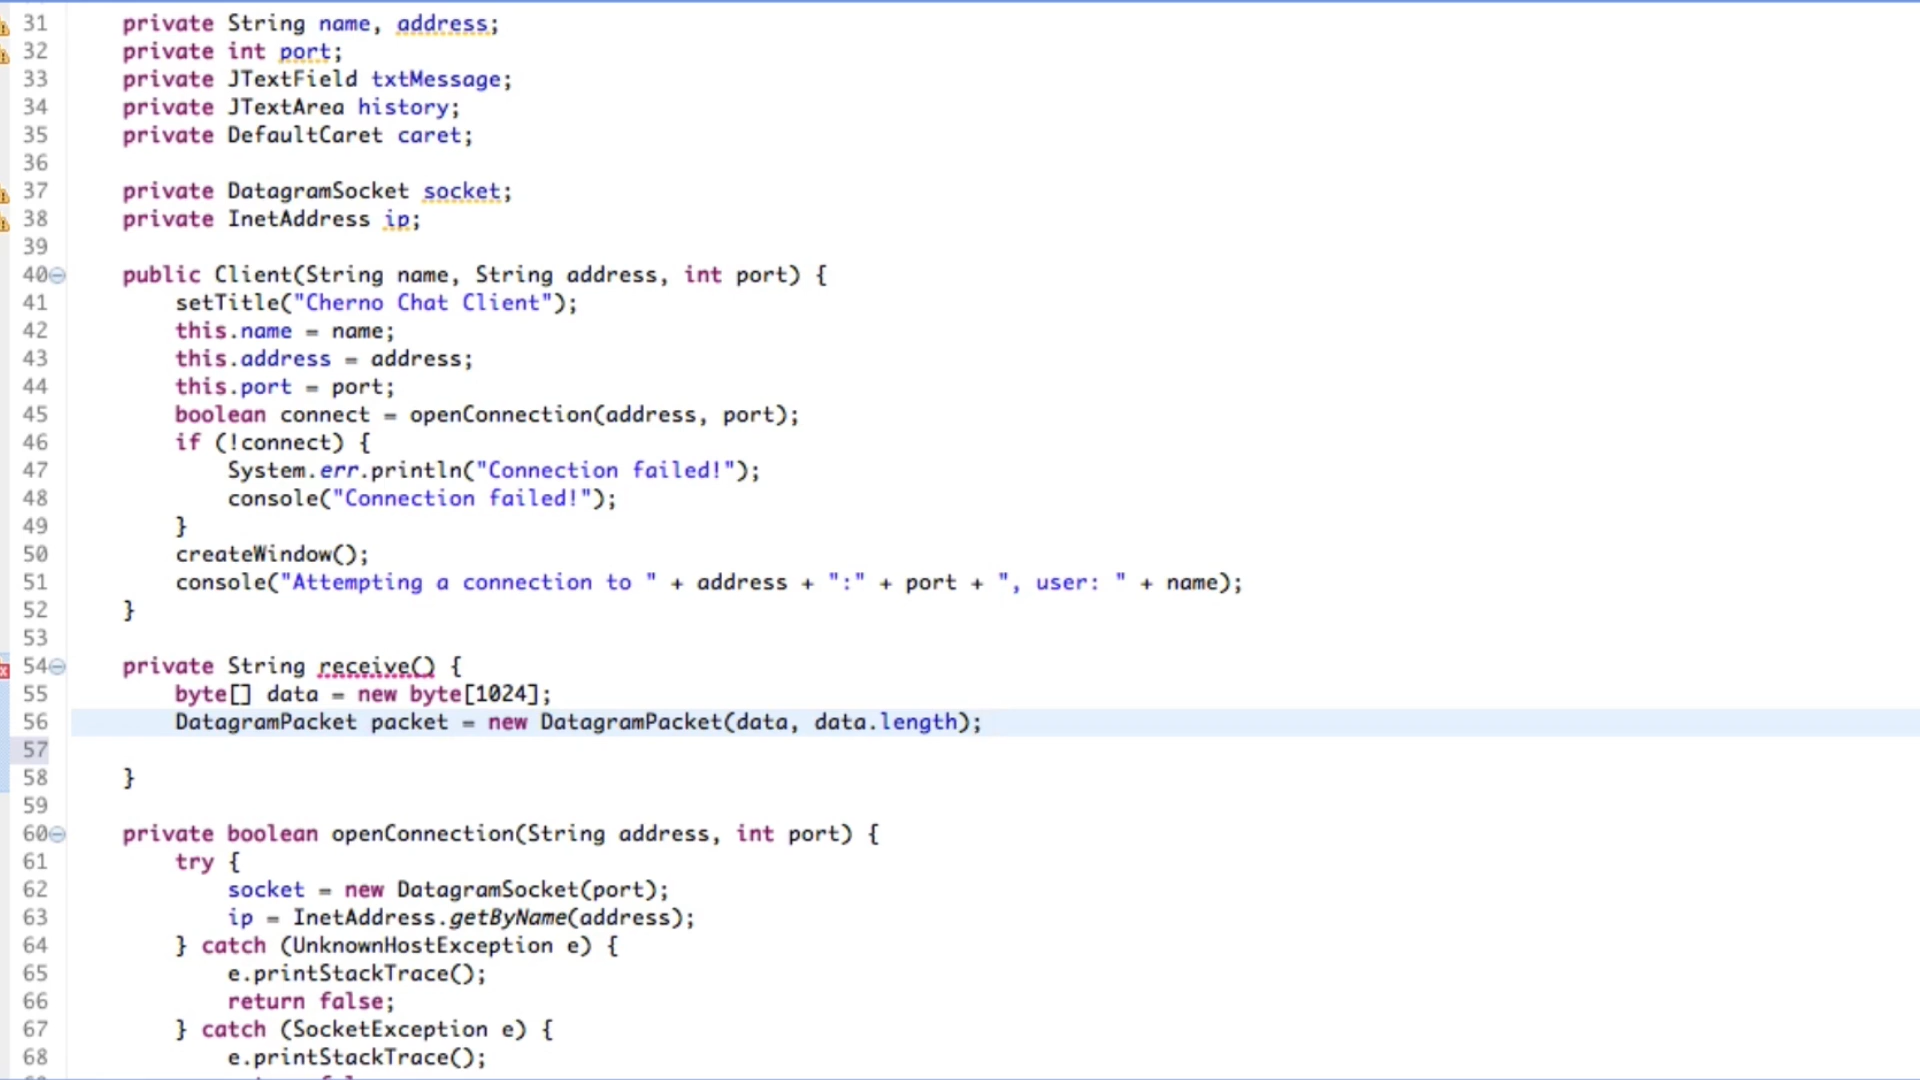 31 private String name, address;
32 private int port;
33 private JTextField txtMessage;
34 private JTextArea history;
35 private DefaultCaret caret;
36
37 private DatagramSocket socket;
38 private InetAddress ip;
39
40 public Client(String name, String address, int port) {
41 setTitle("Cherno Chat Client");
42 this.name = name;
43 this.address = address;
44 this.port = port;
45 boolean connect = openConnection(address, port);
46 if (!connect) {
47 System.err.println("Connection failed!");
48 console("Connection failed!");
49 }
50 createWindow();
51 console("Attempting a connection to " + address + ":" + port + ", user: " + name);
52 }
53
54 private String receive() {
55 byte[] data = new byte[1024];
56 DatagramPacket packet = new DatagramPacket(data, data.length);
57
58 }
59
60 private boolean openConnection(String address, int port) {
61 try {
62 socket = new DatagramSocket(port);
63 ip = InetAddress.getByName(address);
64 } catch (UnknownHostException e) {
65 e.printStackTrace();
66 return false;
67 } catch (SocketException e) {
68 e.printStackTrace();